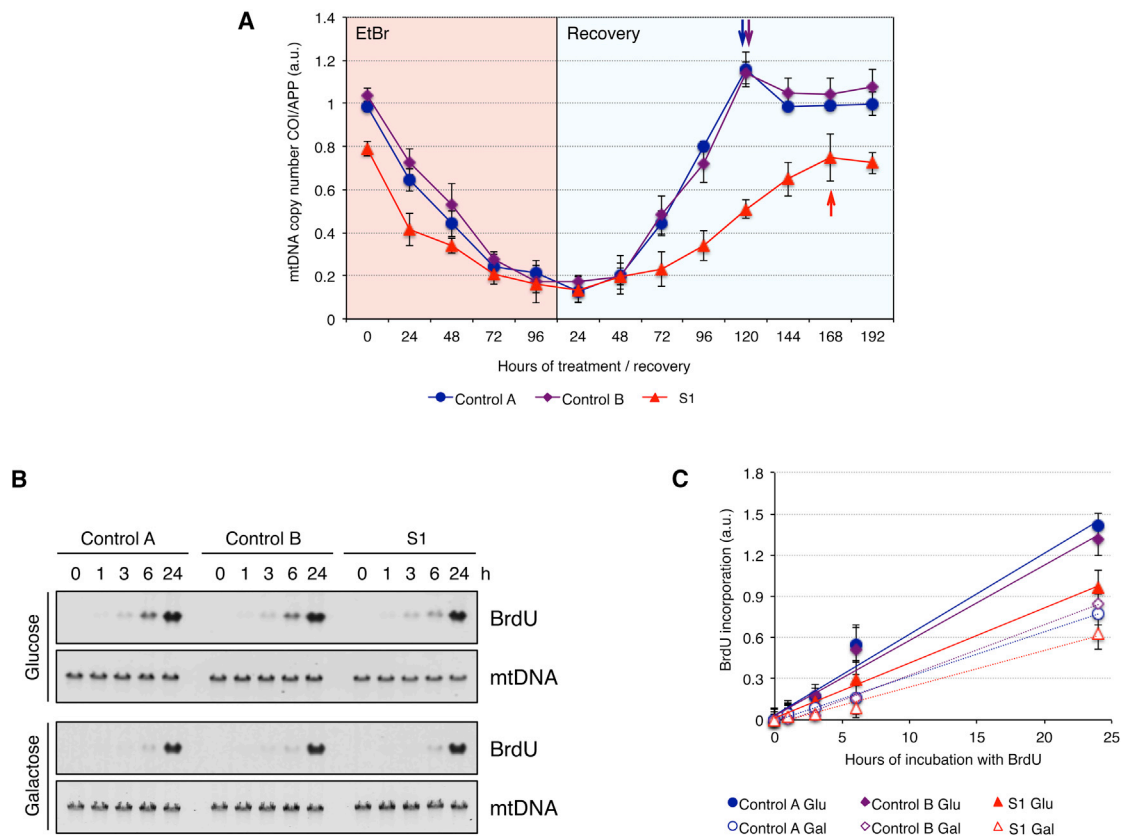 A
EtBr
Recovery
mtDNA copy number COI/APP (a.u.)
1.4
1.2
1
0.8
0.6
0.4
0.2
0
0 24 48 72 96 24 48 72 96 120 144 168 192
Hours of treatment / recovery
Control A Control B S1
B
Control A Control B S1
0 1 3 6 24 0 1 3 6 24 0 1 3 6 24 h
Glucose
BrdU
mtDNA
Galactose
BrdU
mtDNA
C
BrdU incorporation (a.u.)
1.8
1.5
1.2
0.9
0.6
0.3
0
0 5 10 15 20 25
Hours of incubation with BrdU
Control A Glu Control B Glu S1 Glu
Control A Gal Control B Gal S1 Gal